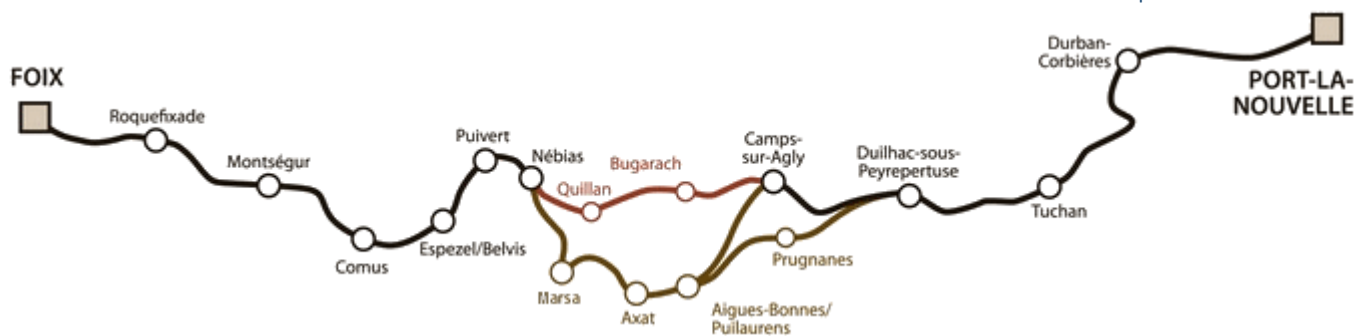 FOIX
Roquefixade
Montségur
Comus
Espezel/Belvis
Puivert
Nébias
Quillan
Bugarach
Marsa
Axat
Aigues-Bonnes/
Puilaurens
Prugnanes
Camps-
sur-Agly
Duilhac-sous-
Peyrepertuse
Tuchan
Durban-
Corbières
PORT-LA-
NOUVELLE